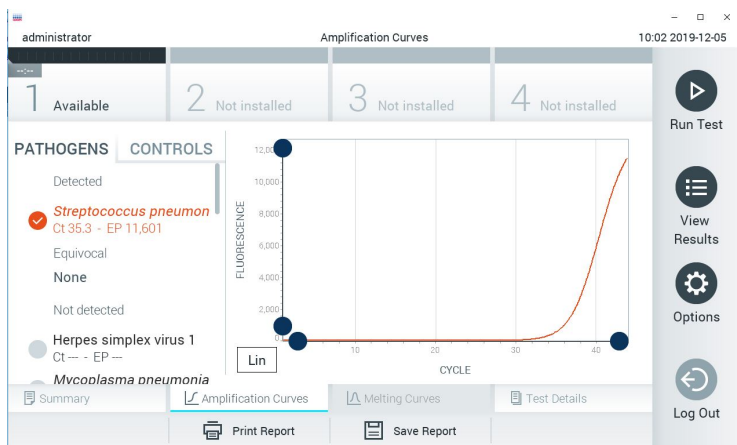 administrator
Amplification Curves
10:02 2019-12-05
--:--
1 Available
2 Not installed
3 Not installed
4 Not installed
Run Test
PATHOGENS
CONTROLS
Detected
Streptococcus pneumon
Ct 35.3 - EP 11,601
Equivocal
None
Not detected
Herpes simplex virus 1
Ct --- - EP ---
Mycoplasma pneumonia
FLUORESCENCE
12,00
10,000
8,000
6,000
4,000
2,000
0
10
20
30
40
CYCLE
Lin
View
Results
Options
Log Out
Summary
Amplification Curves
Melting Curves
Test Details
Print Report
Save Report